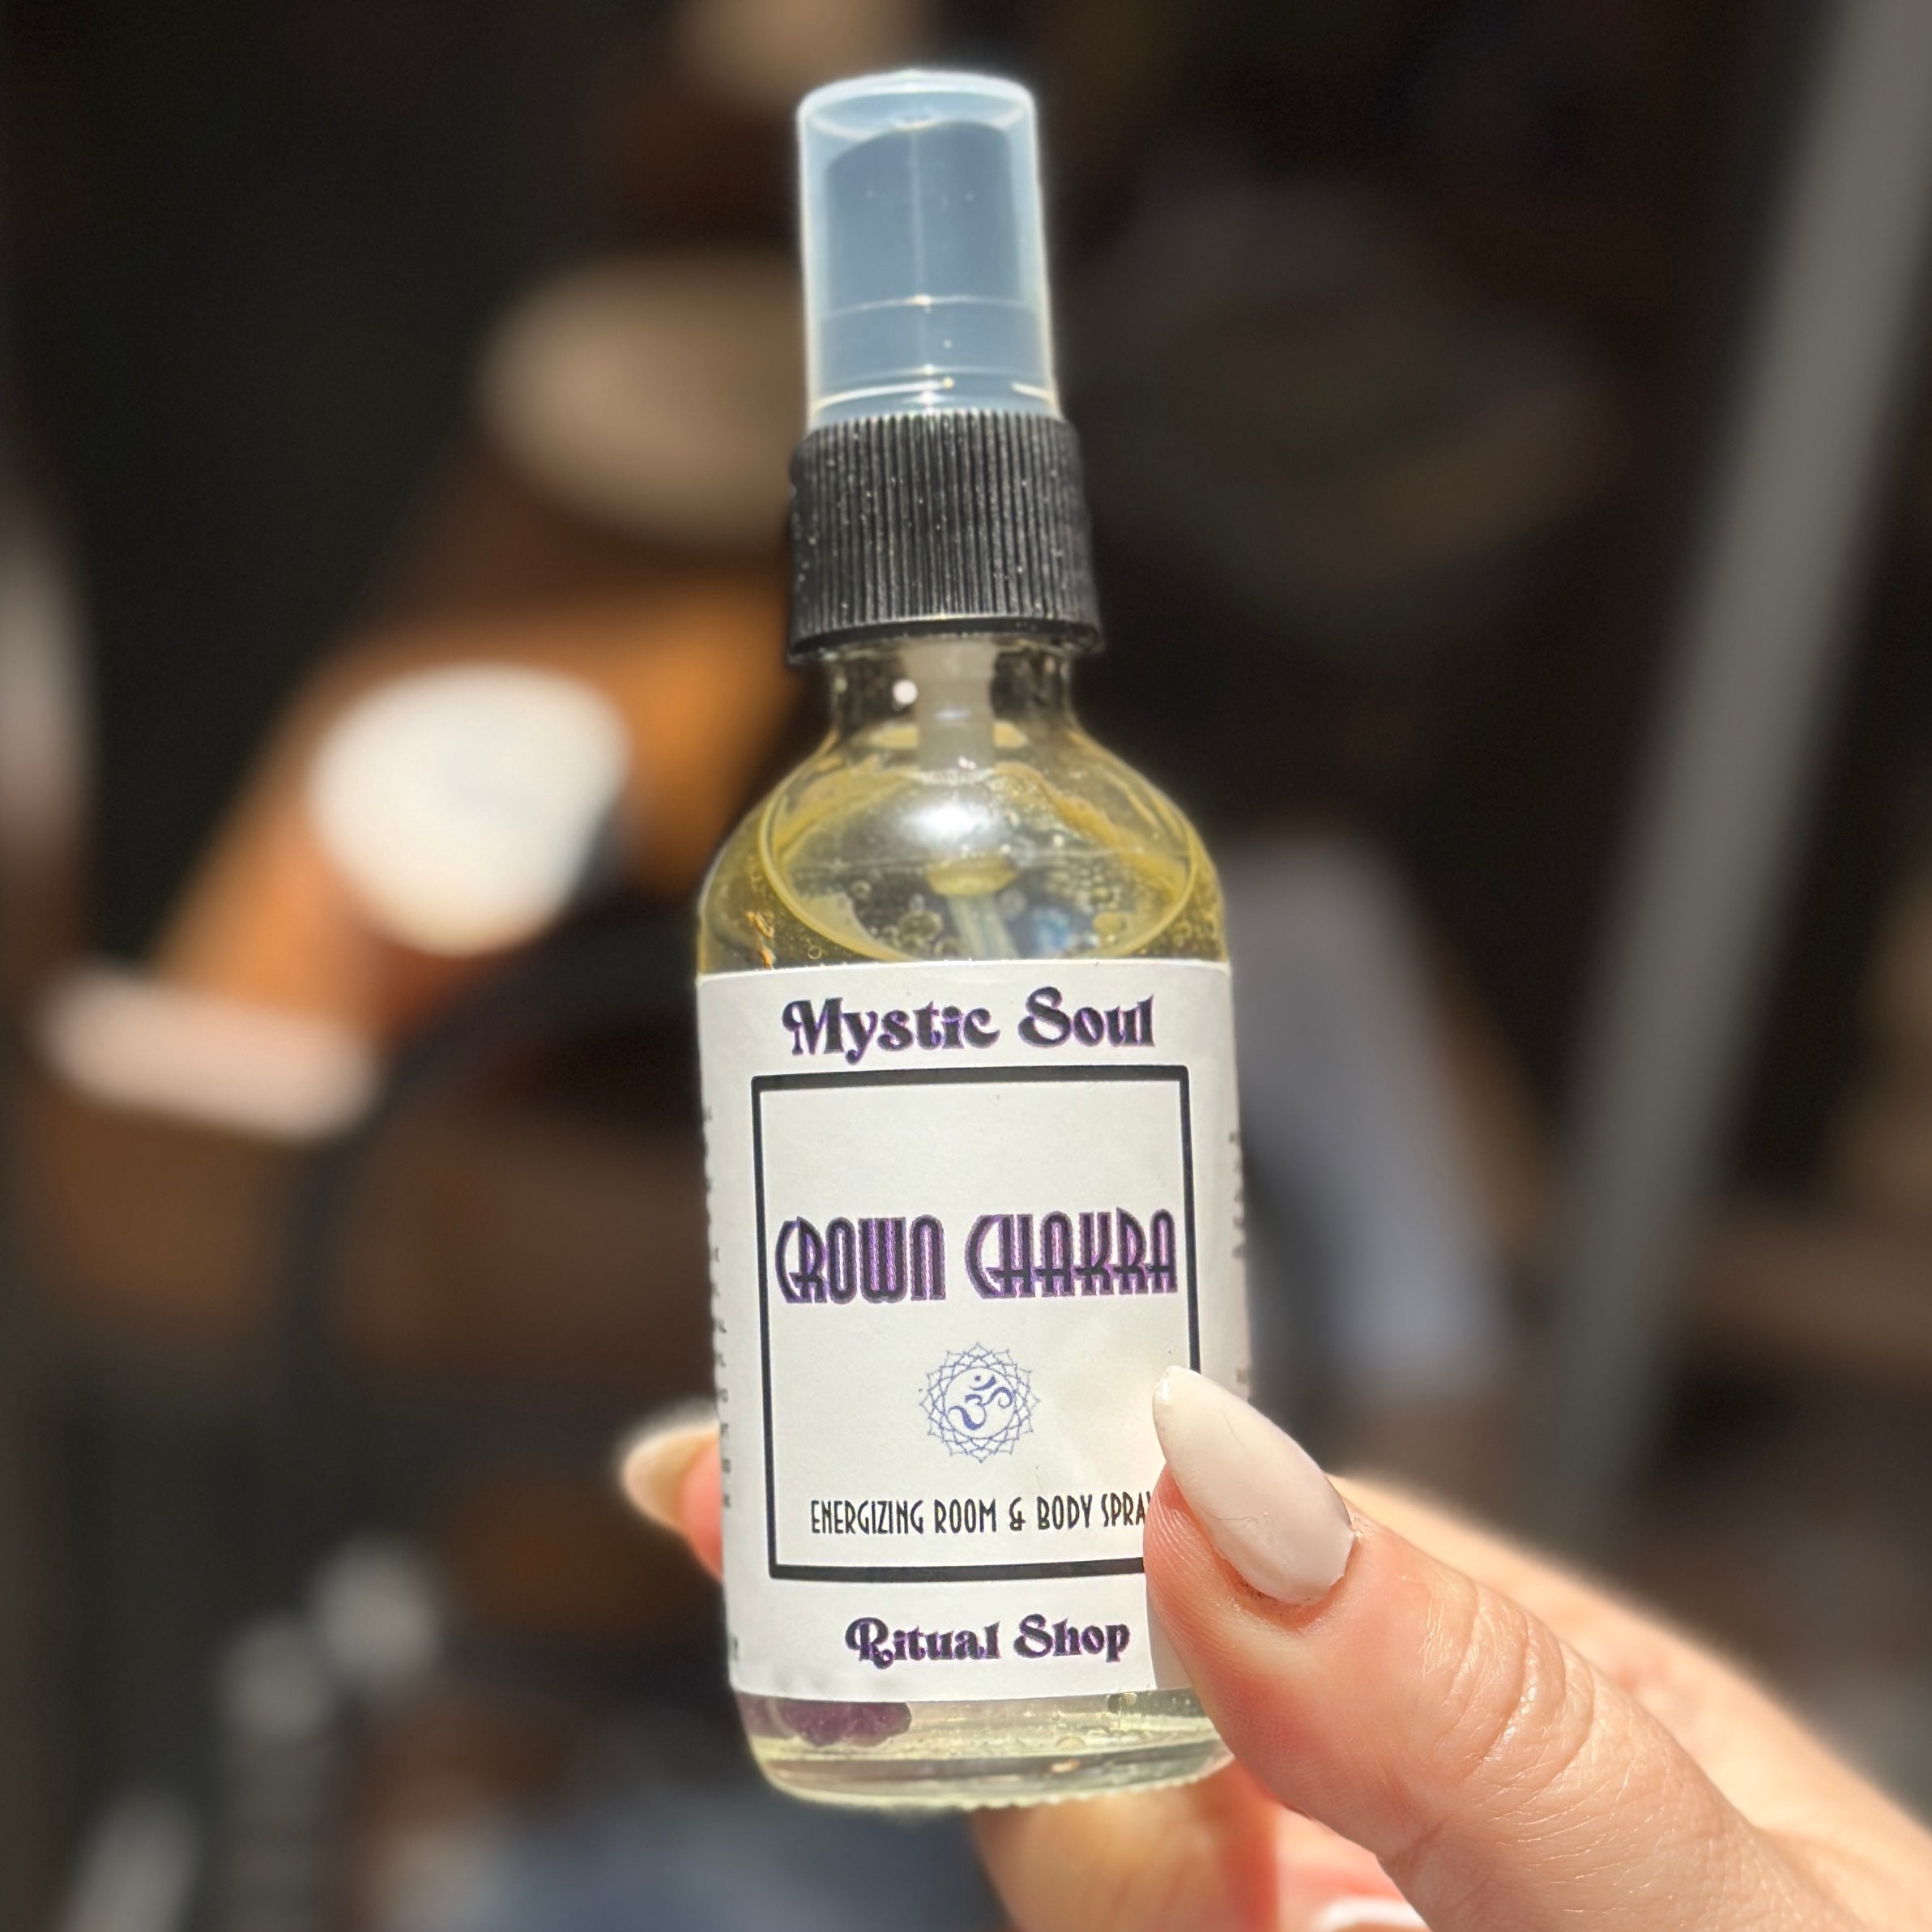 Mystic Soul
CROWN CHAKRA
ॐ
ENERGIZING ROOM & BODY SPRAY
Ritual Shop